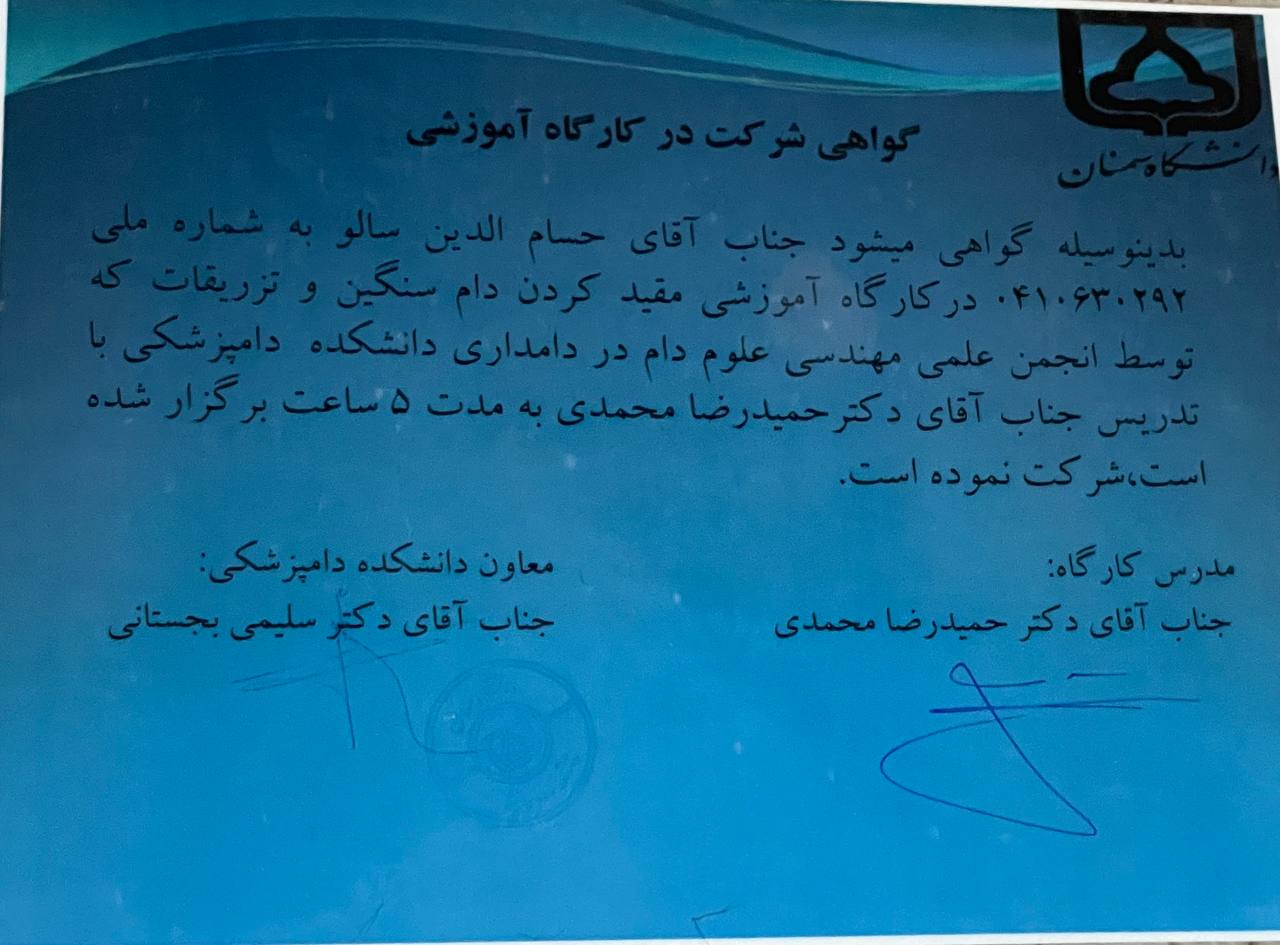 دانشگاه سمنان
گواهی شرکت در کارگاه آموزشی
بدینوسیله گواهی میشود جناب آقای حسام الدین سالو به شماره ملی
۰۴۱۰۶۳۰۲۹۲ در کارگاه آموزشی مقید کردن دام سنگین و تزریقات که
توسط انجمن علمی مهندسی علوم دام در دامداری دانشکده دامپزشکی با
تدریس جناب آقای دکترحمیدرضا محمدی به مدت ۵ ساعت برگزار شده
است،شرکت نموده است.
مدرس کارگاه:
جناب آقای دکتر حمیدرضا محمدی
معاون دانشکده دامپزشکی:
جناب آقای دکتر سلیمی بجستانی